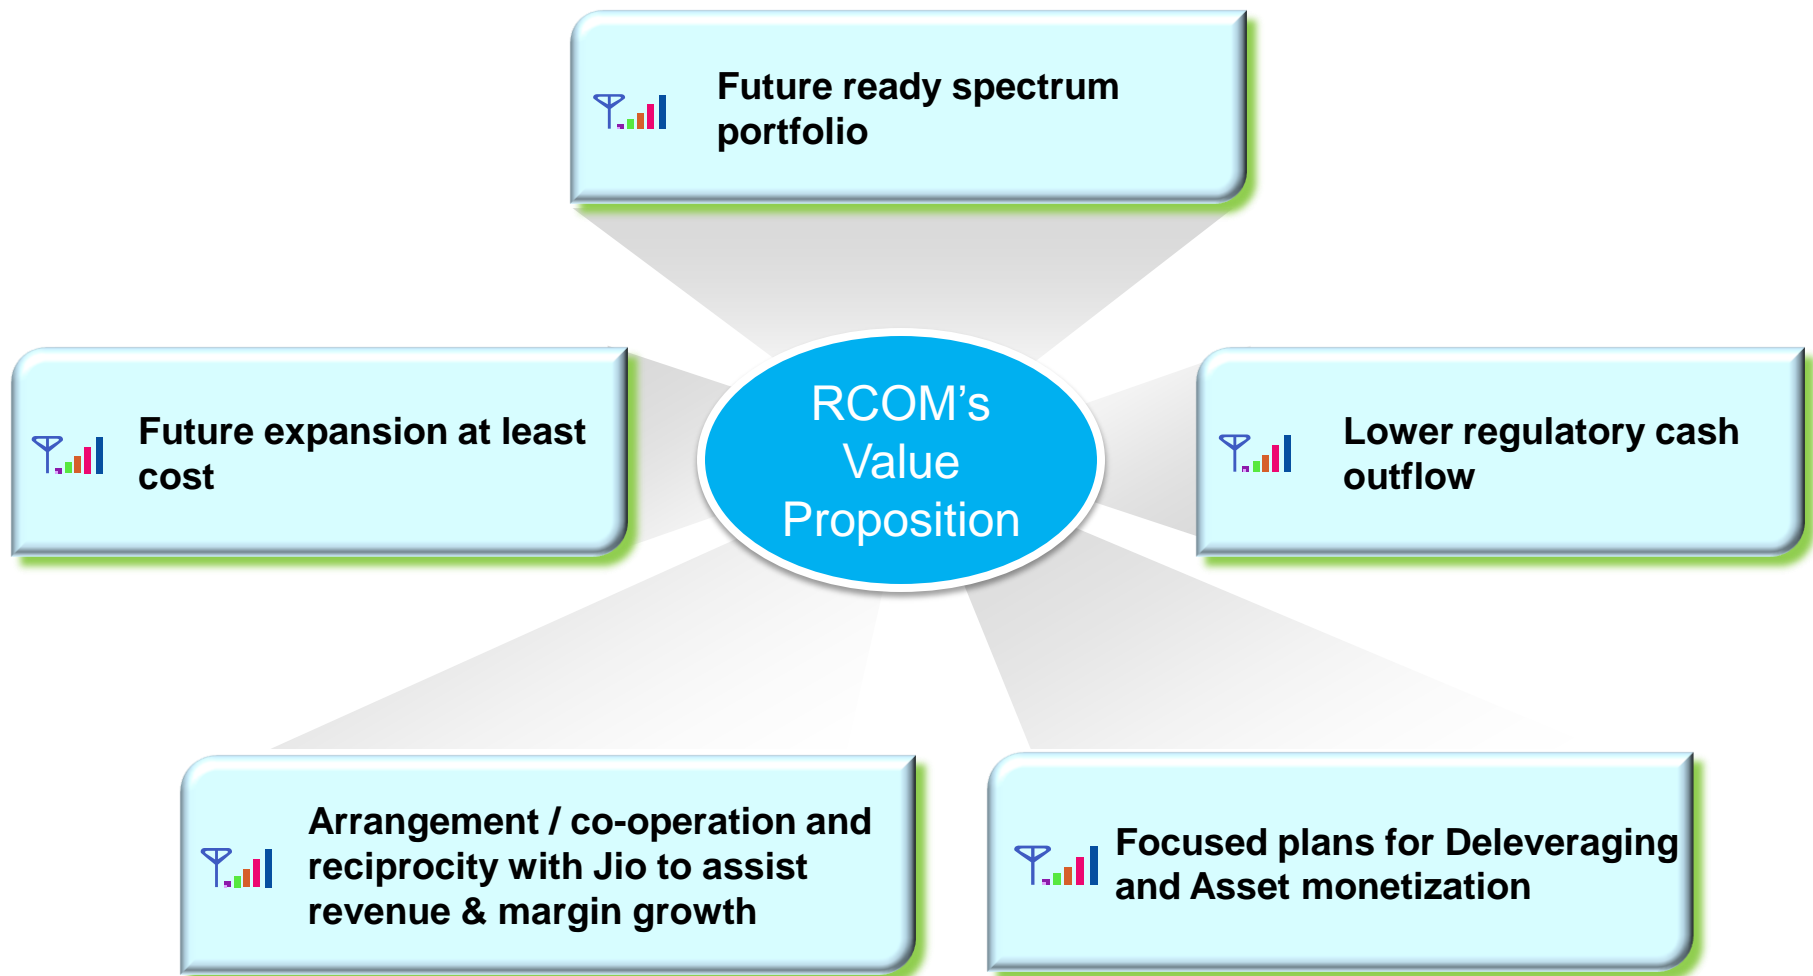 Future ready spectrum
portfolio
Future expansion at least
cost
RCOM’s
Value
Proposition
Lower regulatory cash
outflow
Arrangement / co-operation and
reciprocity with Jio to assist
revenue & margin growth
Focused plans for Deleveraging
and Asset monetization